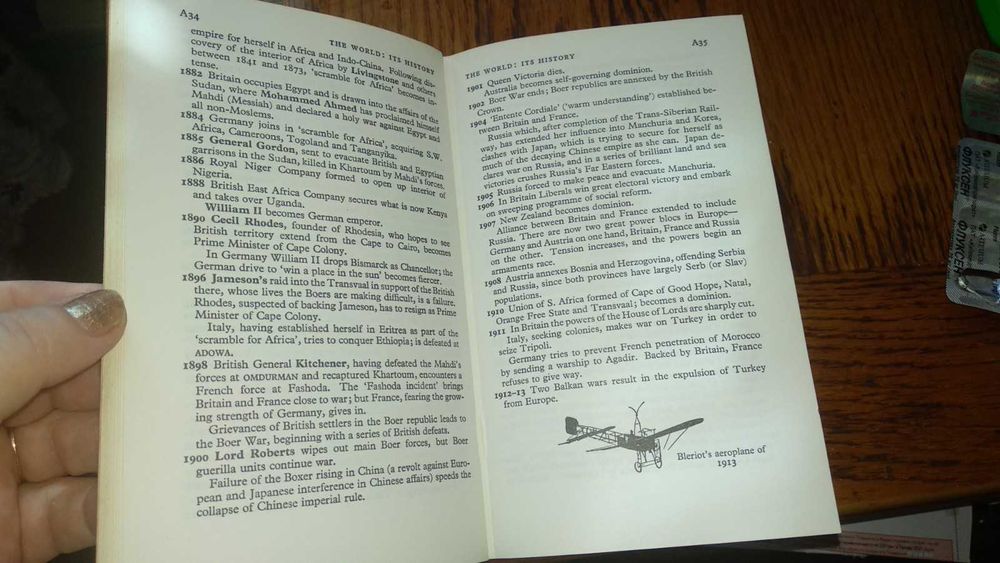 A34
THE WORLD: ITS HISTORY
empire for herself in Africa and Indo-China. Following dis-
covery of the interior of Africa by Livingstone and others
between 1841 and 1873, 'scramble for Africa' becomes in-
tense.
1882 Britain occupies Egypt and is drawn into the affairs of the
Sudan, where Mohammed Ahmed has proclaimed himself
Mahdi (Messiah) and declared a holy war against Egypt and
all non-Moslems.
1884 Germany joins in 'scramble for Africa', acquiring S.W.
Africa, Cameroons, Togoland and Tanganyika.
1885 General Gordon, sent to evacuate British and Egyptian
garrisons in the Sudan, killed in Khartoum by Mahdi's forces.
1886 Royal Niger Company formed to open up interior of
Nigeria.
1888 British East Africa Company secures what is now Kenya
and takes over Uganda.
William II becomes German emperor.
1890 Cecil Rhodes, founder of Rhodesia, who hopes to see
British territory extend from the Cape to Cairo, becomes
Prime Minister of Cape Colony.
In Germany William II drops Bismarck as Chancellor; the
German drive to 'win a place in the sun' becomes fiercer.
1896 Jameson's raid into the Transvaal in support of the British
there, whose lives the Boers are making difficult, is a failure.
Rhodes, suspected of backing Jameson, has to resign as Prime
Minister of Cape Colony.
Italy, having established herself in Eritrea as part of the
'scramble for Africa', tries to conquer Ethiopia; is defeated at
ADOWA.
1898 British General Kitchener, having defeated the Mahdi's
forces at OMDURMAN and recaptured Khartoum, encounters a
French force at Fashoda. The 'Fashoda incident' brings
Britain and France close to war; but France, fearing the grow-
ing strength of Germany, gives in.
Grievances of British settlers in the Boer republic leads to
the Boer War, beginning with a series of British defeats.
1900 Lord Roberts wipes out main Boer forces, but Boer
guerilla units continue war.
Failure of the Boxer rising in China (a revolt against Euro-
pean and Japanese interference in Chinese affairs) speeds the
collapse of Chinese imperial rule.
THE WORLD: ITS HISTORY
A35
1901 Queen Victoria dies.
Australia becomes self-governing dominion.
1902 Boer War ends; Boer republics are annexed by the British
Crown.
1904 'Entente Cordiale' ('warm understanding') established be-
tween Britain and France.
Russia which, after completion of the Trans-Siberian Rail-
way, has extended her influence into Manchuria and Korea,
clashes with Japan, which is trying to secure for herself as
much of the decaying Chinese empire as she can. Japan de-
clares war on Russia, and in a series of brilliant land and sea
victories crushes Russia's Far Eastern forces.
1905 Russia forced to make peace and evacuate Manchuria.
1906 In Britain Liberals win great electoral victory and embark
on sweeping programme of social reform.
1907 New Zealand becomes dominion.
Alliance between Britain and France extended to include
Russia. There are now two great power blocs in Europe—
Germany and Austria on one hand, Britain, France and Russia
on the other. Tension increases, and the powers begin an
armaments race.
1908 Austria annexes Bosnia and Herzegovina, offending Serbia
and Russia, since both provinces have largely Serb (or Slav)
populations.
1910 Union of S. Africa formed of Cape of Good Hope, Natal,
Orange Free State and Transvaal; becomes a dominion.
1911 In Britain the powers of the House of Lords are sharply cut.
Italy, seeking colonies, makes war on Turkey in order to
seize Tripoli.
Germany tries to prevent French penetration of Morocco
by sending a warship to Agadir. Backed by Britain, France
refuses to give way.
1912-13 Two Balkan wars result in the expulsion of Turkey
from Europe.
Bleriot's aeroplane of
1913
ФЛУКСЕН
ФЛУКСЕН